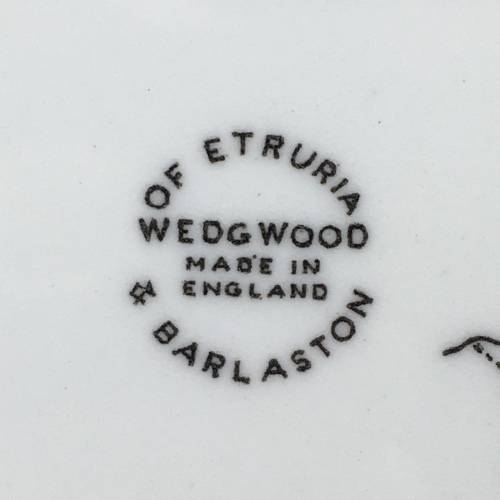 OF ETRURIA
WEDGWOOD
MADE IN
ENGLAND
& BARLASTON